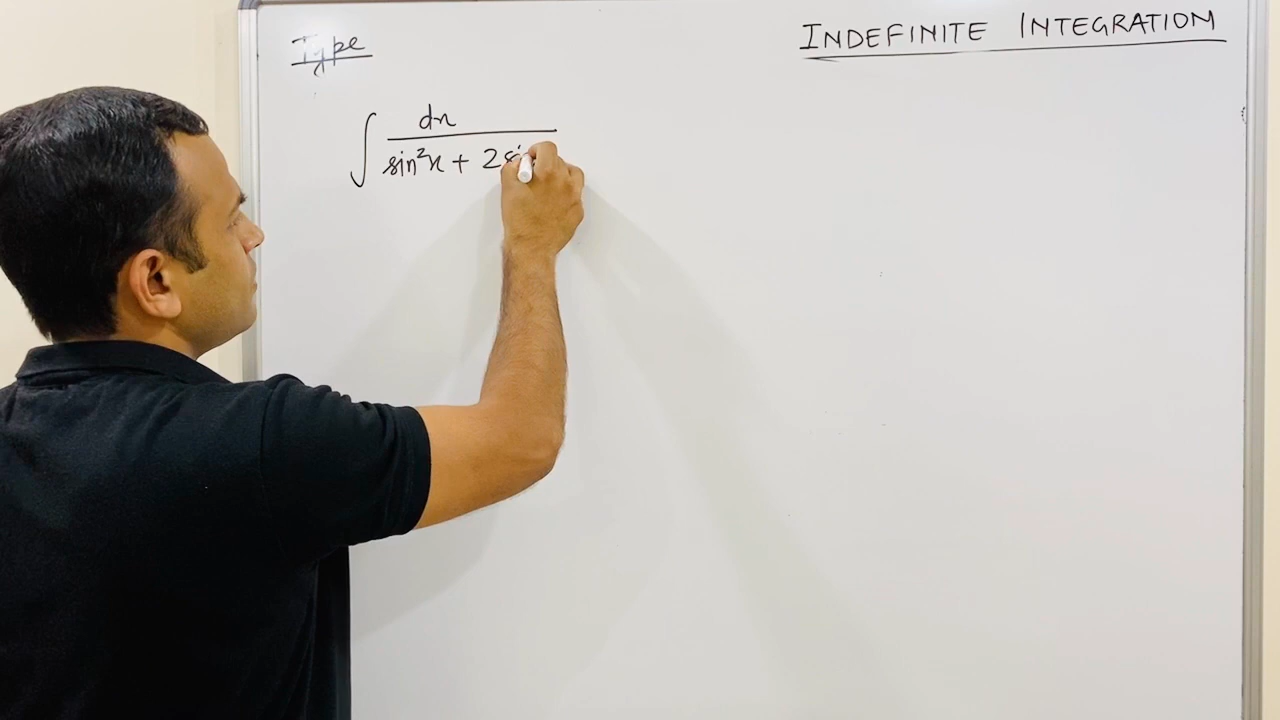 Type
INDEFINITE INTEGRATION
∫ dx
sin²x + 2si